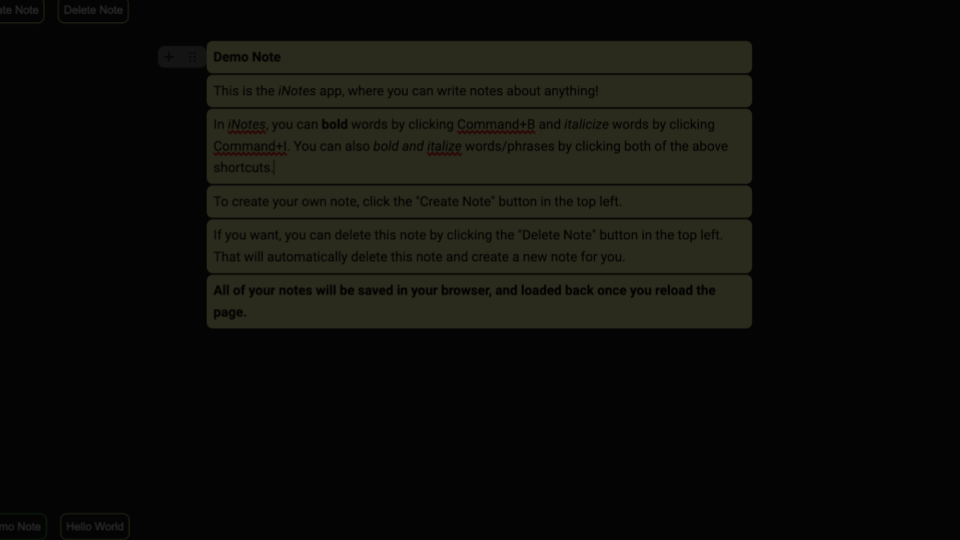 Note
Delete Note
Demo Note
This is the iNotes app, where you can write notes about anything!
In iNotes, you can bold words by clicking Command+B and italicize words by clicking
Command+I. You can also bold and italize words/phrases by clicking both of the above
shortcuts.
To create your own note, click the "Create Note" button in the top left.
If you want, you can delete this note by clicking the "Delete Note" button in the top left.
That will automatically delete this note and create a new note for you.
All of your notes will be saved in your browser, and loaded back once you reload the
page.
Note
Hello World